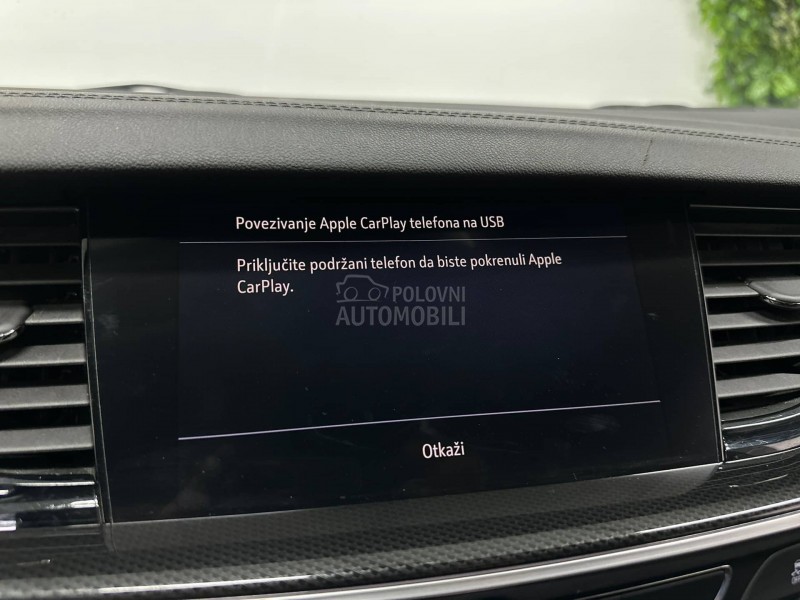 Povezivanje Apple CarPlay telefona na USB
Priključite podržani telefon da biste pokrenuli Apple
CarPlay.
POLOVNI
AUTOMOBILI
Otkaži